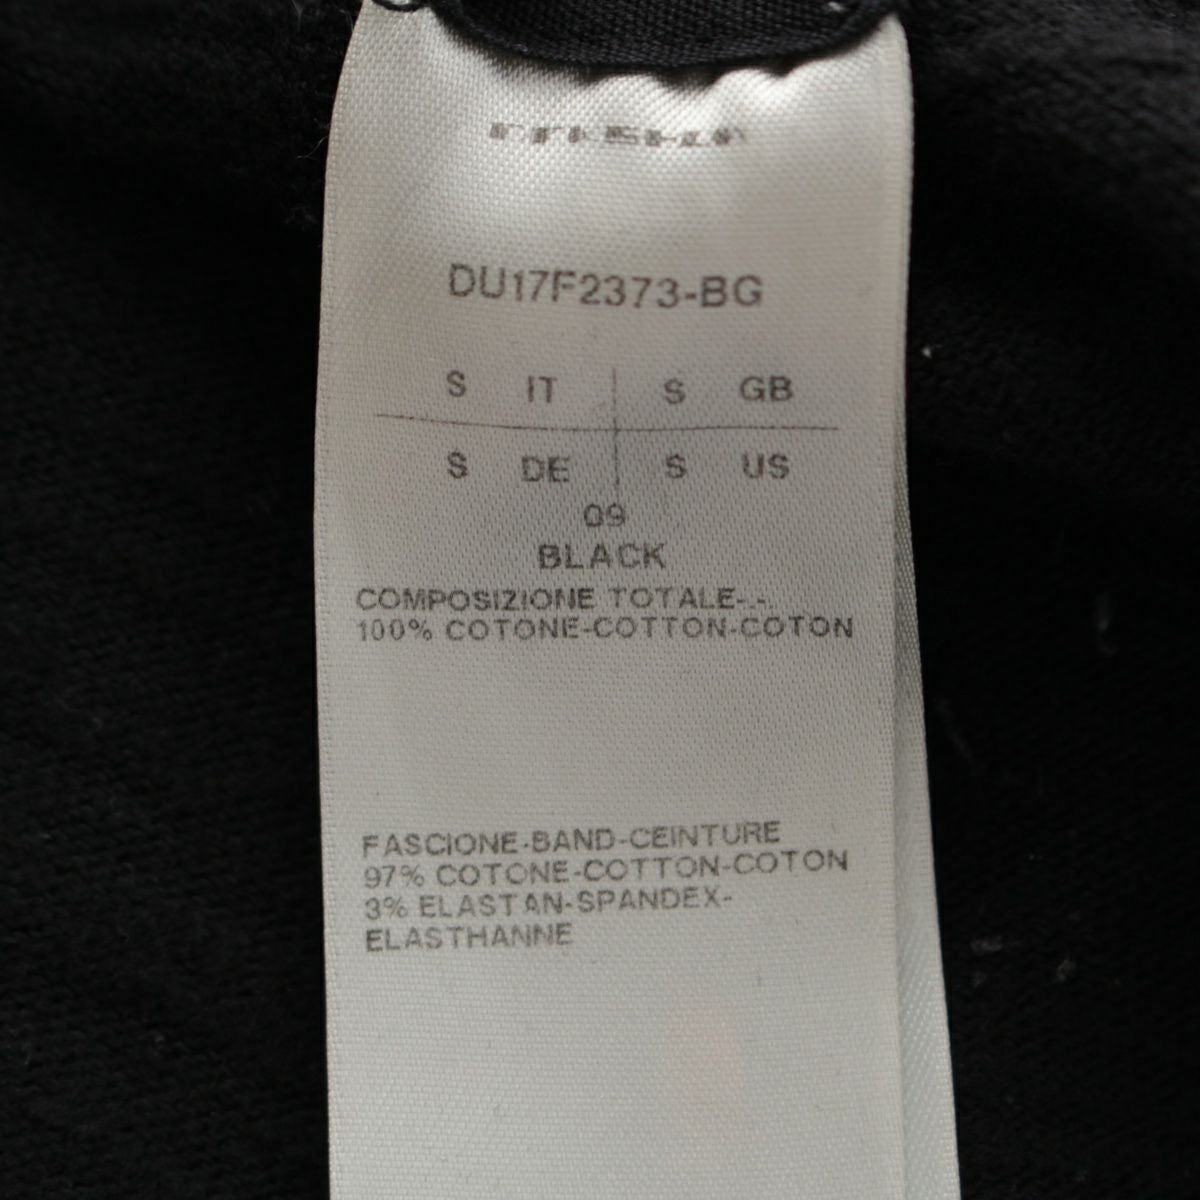 DU17F2373-BG
S IT S GB
S DE S US
09
BLACK
COMPOSIZIONE TOTALE-.-.
100% COTONE-COTTON-COTON
FASCIONE-BAND-CEINTURE
97% COTONE-COTTON-COTON
3% ELASTAN-SPANDEX-
ELASTHANNE